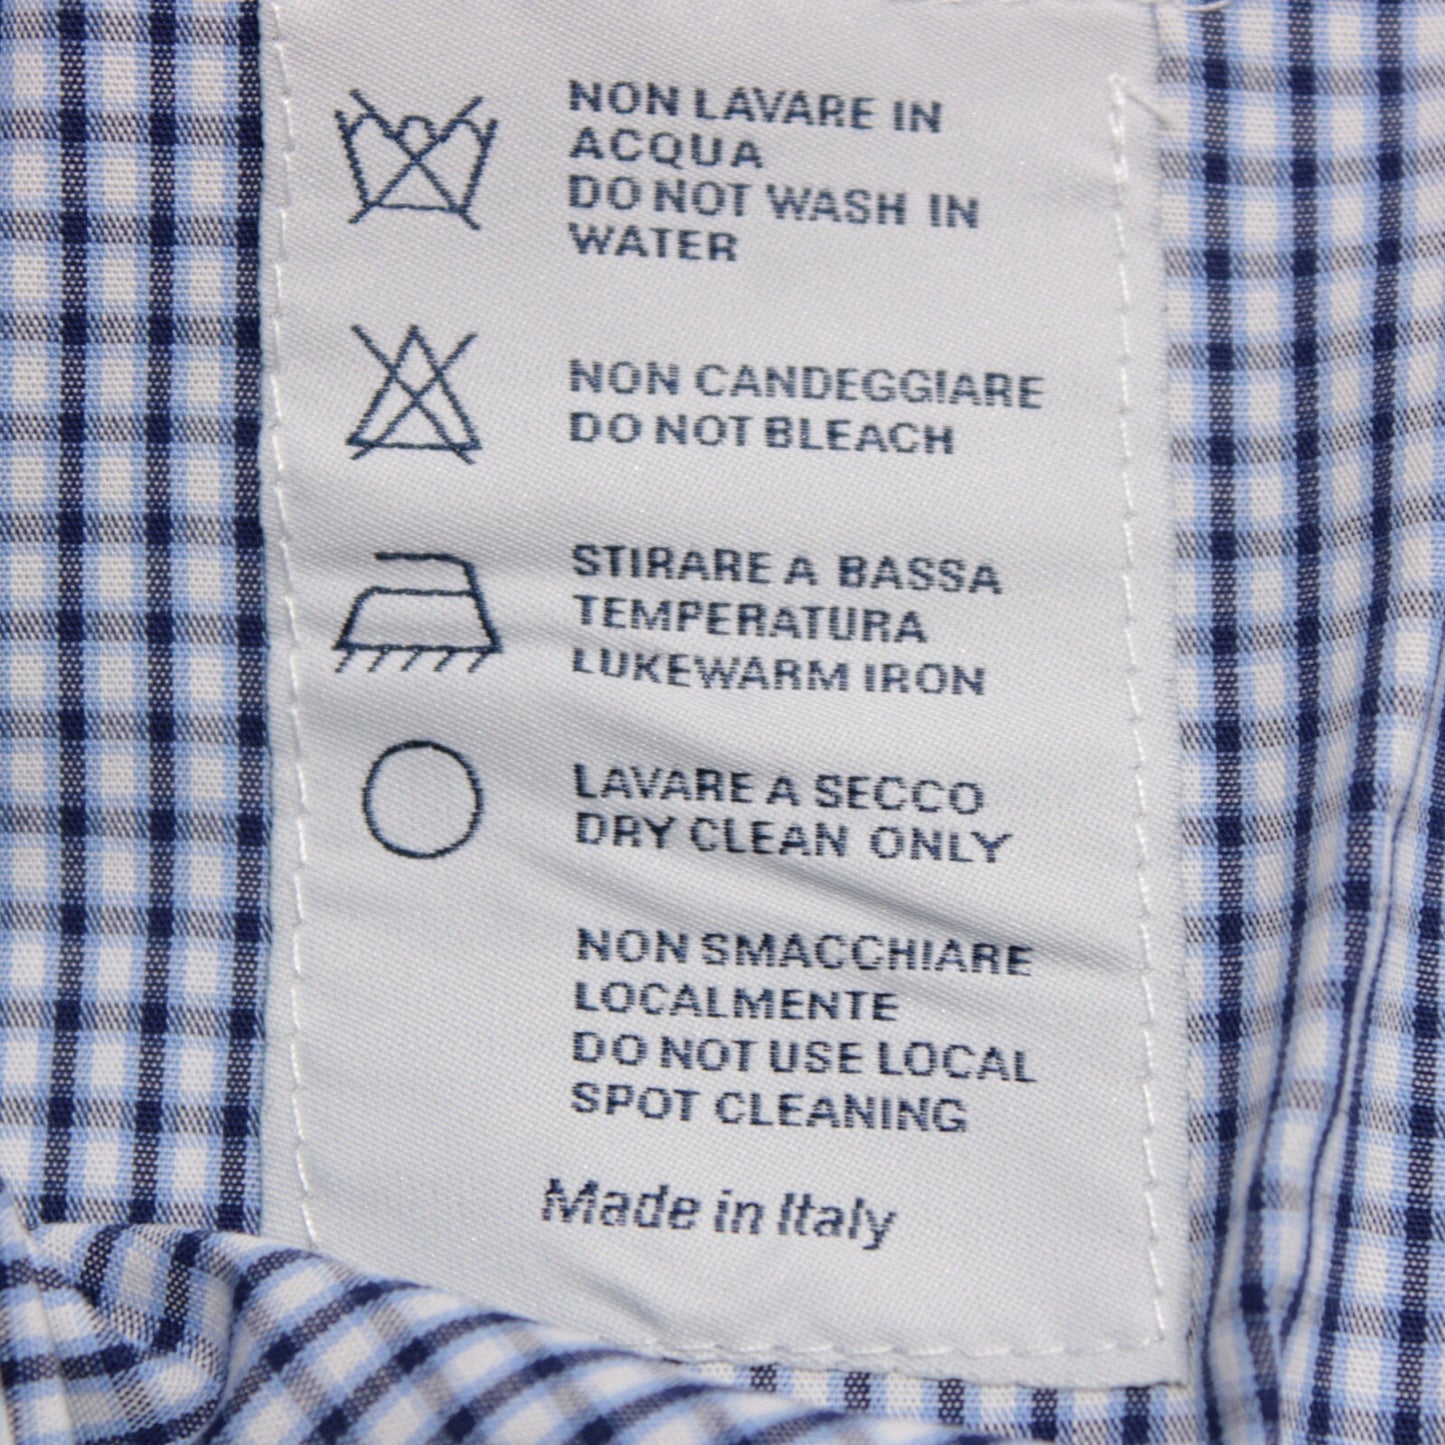 NON LAVARE IN
ACQUA
DO NOT WASH IN
WATER
NON CANDEGGIARE
DO NOT BLEACH
STIRARE A BASSA
TEMPERATURA
LUKEWARM IRON
LAVARE A SECCO
DRY CLEAN ONLY
NON SMACCHIARE
LOCALMENTE
DO NOT USE LOCAL
SPOT CLEANING
Made in Italy